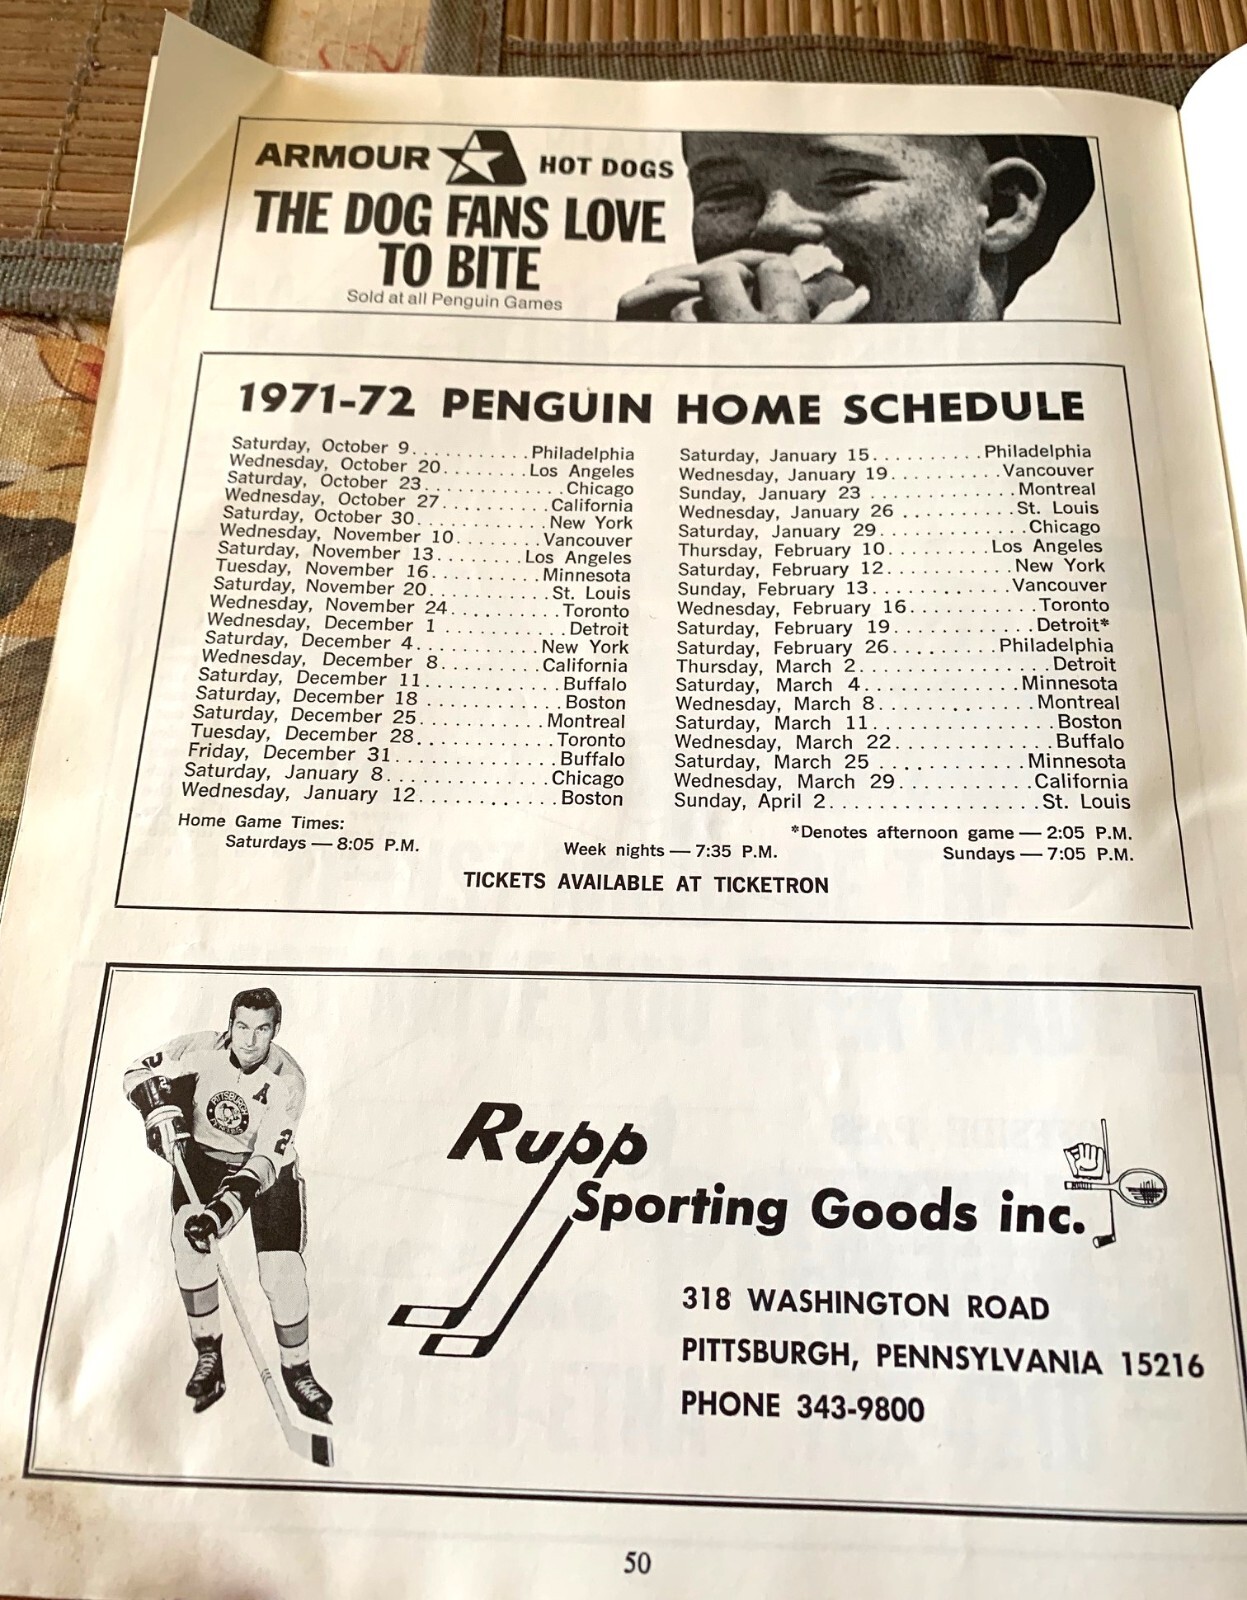 ARMOUR HOT DOGS
THE DOG FANS LOVE
TO BITE
Sold at all Penguin Games
1971-72 PENGUIN HOME SCHEDULE
Saturday, October 9. . . . . . . . . . .Philadelphia
Wednesday, October 20. . . . . . . .Los Angeles
Saturday, October 23. . . . . . . . . . . . .Chicago
Wednesday, October 27. . . . . . . . . .California
Saturday, October 30. . . . . . . . . . . .New York
Wednesday, November 10. . . . . . . .Vancouver
Saturday, November 13. . . . . . . .Los Angeles
Tuesday, November 16. . . . . . . . . .Minnesota
Saturday, November 20. . . . . . . . . . .St. Louis
Wednesday, November 24. . . . . . . . . .Toronto
Wednesday, December 1 . . . . . . . . . . .Detroit
Saturday, December 4. . . . . . . . . . . .New York
Wednesday, December 8. . . . . . . . .California
Saturday, December 11. . . . . . . . . . . .Buffalo
Saturday, December 18 . . . . . . . . . . . .Boston
Saturday, December 25. . . . . . . . . .Montreal
Tuesday, December 28. . . . . . . . . . . .Toronto
Friday, December 31. . . . . . . . . . . . .Buffalo
Saturday, January 8. . . . . . . . . . . . .Chicago
Wednesday, January 12. . . . . . . . . . .Boston
Saturday, January 15. . . . . . . . . .Philadelphia
Wednesday, January 19. . . . . . . . .Vancouver
Sunday, January 23 . . . . . . . . . . . .Montreal
Wednesday, January 26 . . . . . . . . . .St. Louis
Saturday, January 29. . . . . . . . . . . .Chicago
Thursday, February 10. . . . . . . . .Los Angeles
Saturday, February 12. . . . . . . . . . .New York
Sunday, February 13. . . . . . . . . . .Vancouver
Wednesday, February 16. . . . . . . . . . .Toronto
Saturday, February 19 . . . . . . . . . . . .Detroit*
Saturday, February 26. . . . . . . . .Philadelphia
Thursday, March 2. . . . . . . . . . . . . . . .Detroit
Saturday, March 4. . . . . . . . . . . . .Minnesota
Wednesday, March 8. . . . . . . . . . . .Montreal
Saturday, March 11. . . . . . . . . . . . . .Boston
Wednesday, March 22. . . . . . . . . . . .Buffalo
Saturday, March 25 . . . . . . . . . . .Minnesota
Wednesday, March 29. . . . . . . . . .California
Sunday, April 2. . . . . . . . . . . . . . . .St. Louis
Home Game Times:
*Denotes afternoon game — 2:05 P.M.
Saturdays — 8:05 P.M. Week nights — 7:35 P.M. Sundays — 7:05 P.M.
TICKETS AVAILABLE AT TICKETRON
2
2
A
PITTSBURGH
PENGUINS
2
Rupp
Sporting Goods inc.
318 WASHINGTON ROAD
PITTSBURGH, PENNSYLVANIA 15216
PHONE 343-9800
50